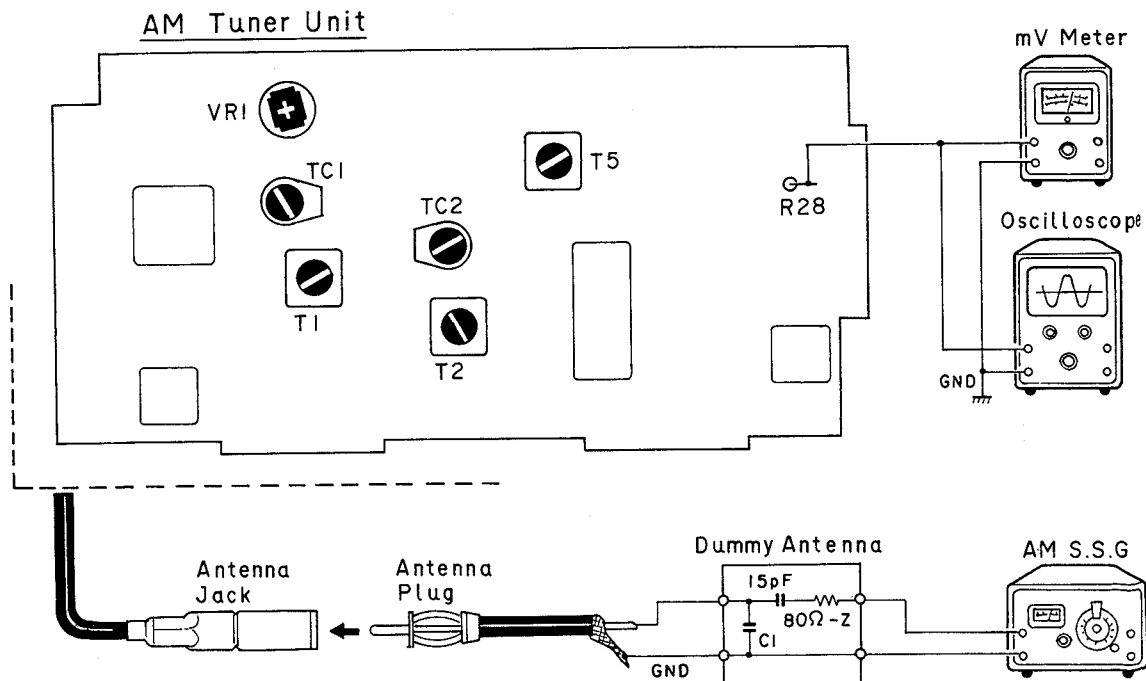 AM Tuner Unit
mV Meter
VR1
TC1
T5
TC2
R28
Oscilloscope
T1
T2
GND
Dummy Antenna
AM S.S.G
Antenna
Jack
Antenna
Plug
15pF
80Ω-Z
C1
GND